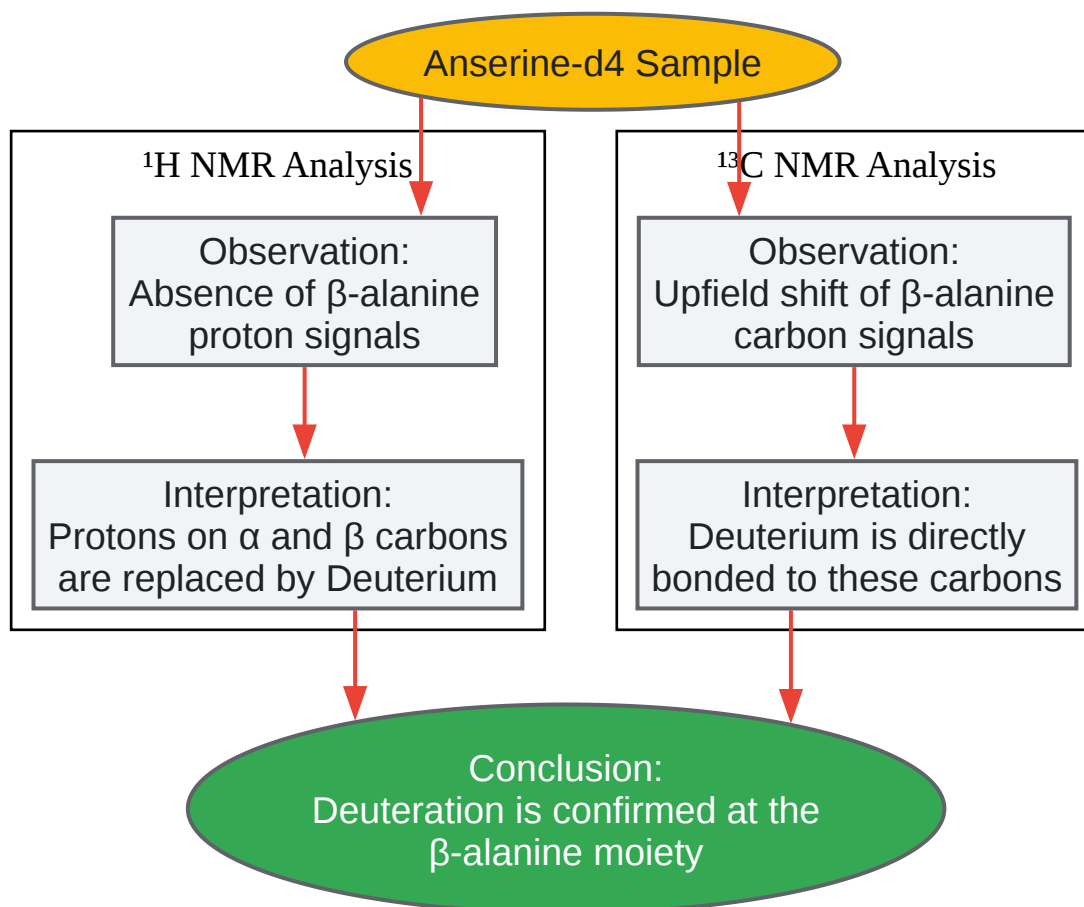 Anserine-d4 Sample
¹H NMR Analysis
Observation:
Absence of β-alanine
proton signals
Interpretation:
Protons on α and β carbons
are replaced by Deuterium
¹³C NMR Analysis
Observation:
Upfield shift of β-alanine
carbon signals
Interpretation:
Deuterium is directly
bonded to these carbons
Conclusion:
Deuteration is confirmed at the
β-alanine moiety